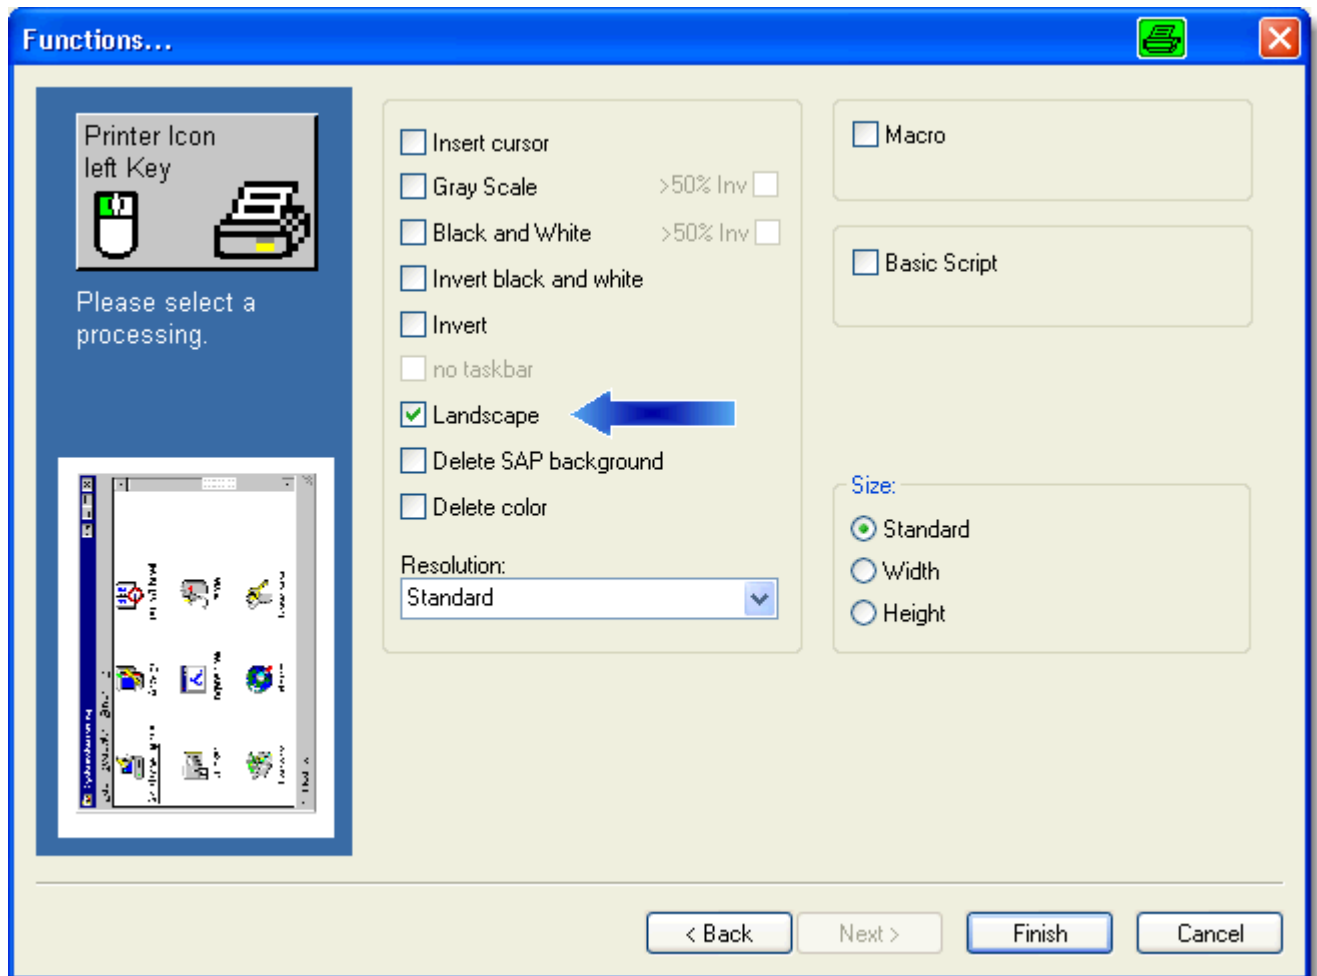 Functions...
Printer Icon
left Key
Please select a
processing.
Insert cursor
Gray Scale >50% Inv
Black and White >50% Inv
Invert black and white
Invert
no taskbar
Landscape
Delete SAP background
Delete color
Resolution:
Standard
Macro
Basic Script
Size:
Standard
Width
Height
< Back
Next >
Finish
Cancel